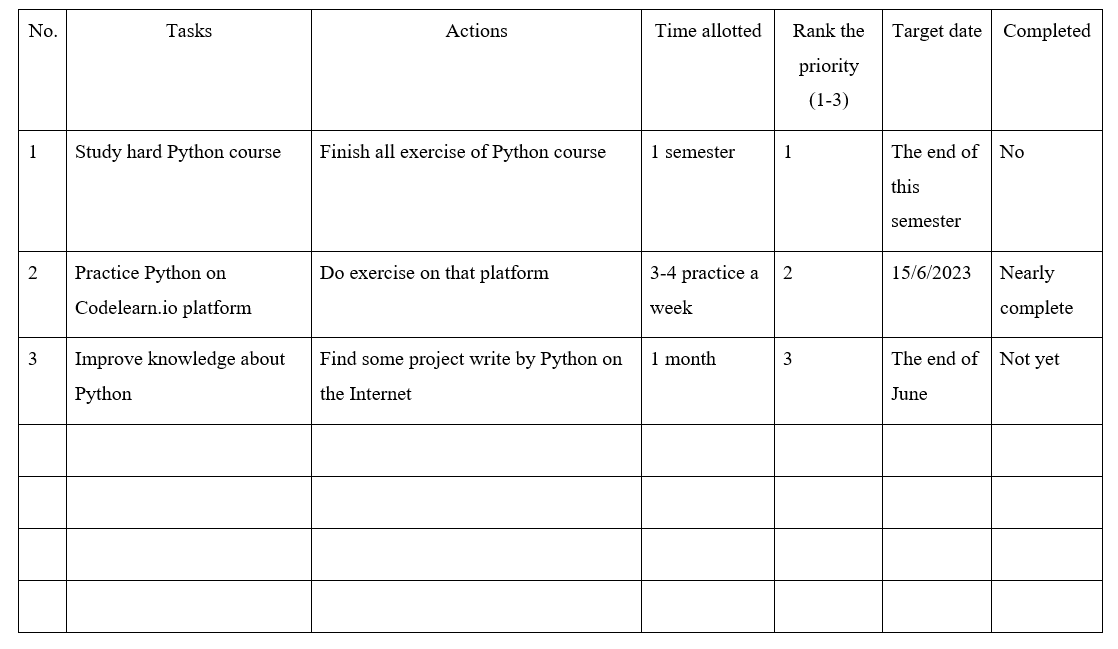 No. Tasks Actions Time allotted Rank the priority (1-3) Target date Completed
1 Study hard Python course Finish all exercise of Python course 1 semester 1 The end of this semester No
2 Practice Python on Codelearn.io platform Do exercise on that platform 3-4 practice a week 2 15/6/2023 Nearly complete
3 Improve knowledge about Python Find some project write by Python on the Internet 1 month 3 The end of June Not yet